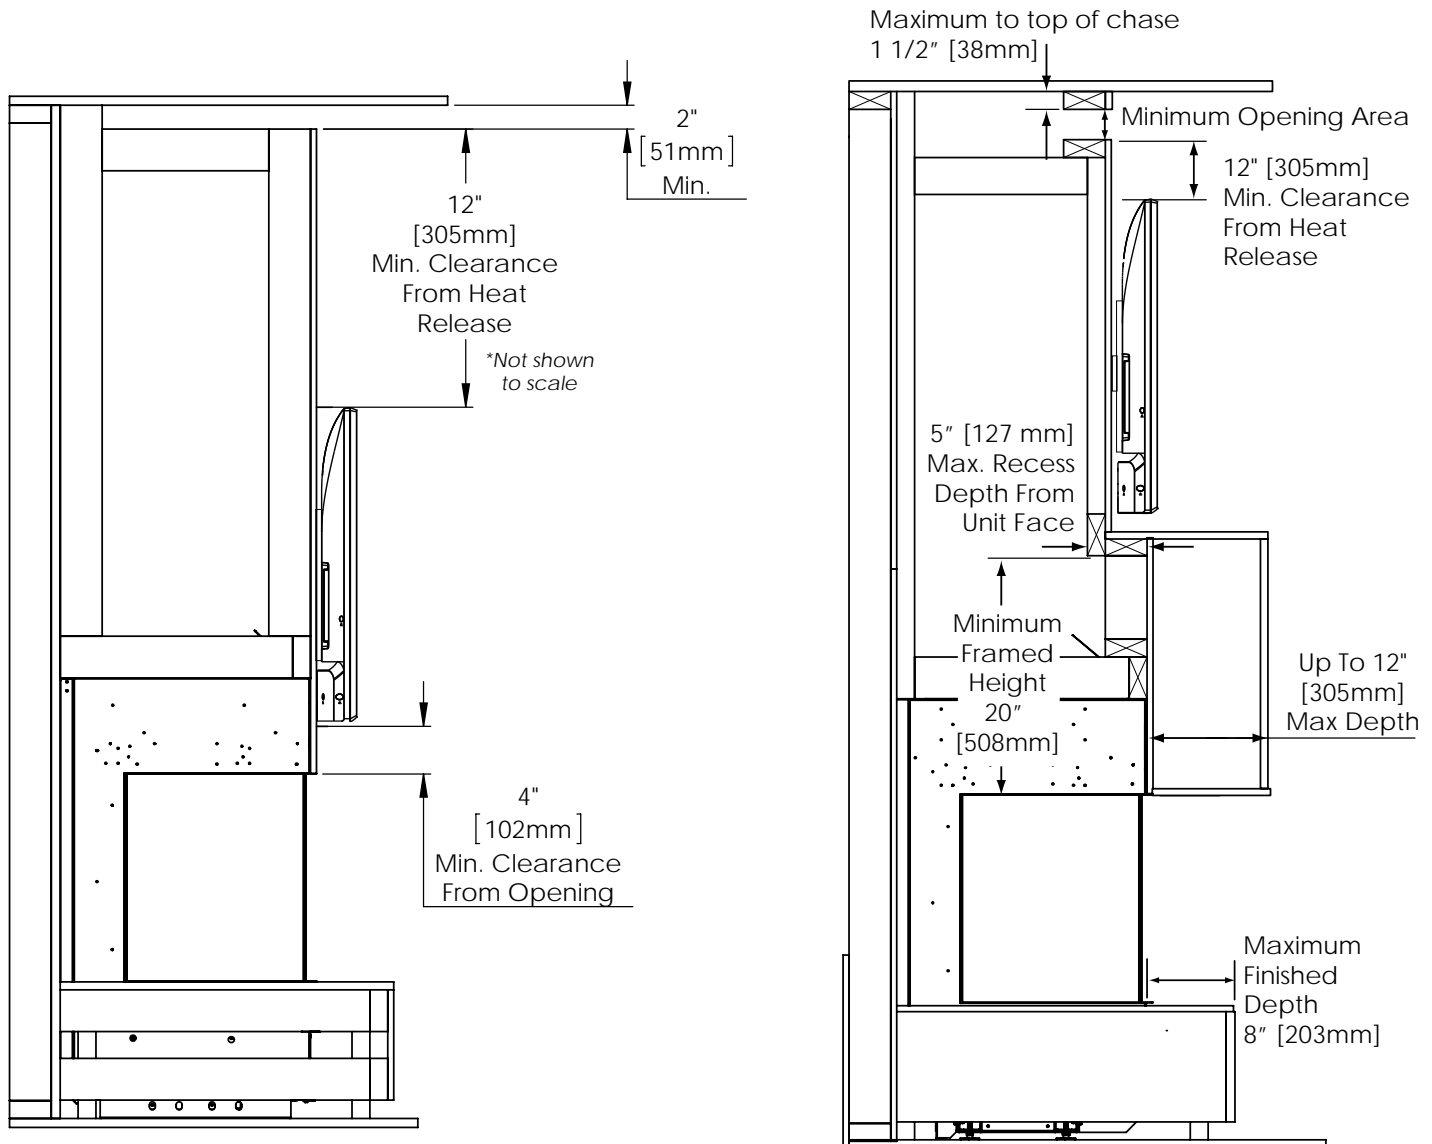 2"
[51mm]
Min.
12"
[305mm]
Min. Clearance
From Heat
Release
*Not shown
to scale
4"
[102mm]
Min. Clearance
From Opening
Maximum to top of chase
1 1/2” [38mm]
Minimum Opening Area
12" [305mm]
Min. Clearance
From Heat
Release
5” [127 mm]
Max. Recess
Depth From
Unit Face
Minimum
Framed
Height
20”
[508mm]
Up To 12"
[305mm]
Max Depth
Maximum
Finished
Depth
8” [203mm]